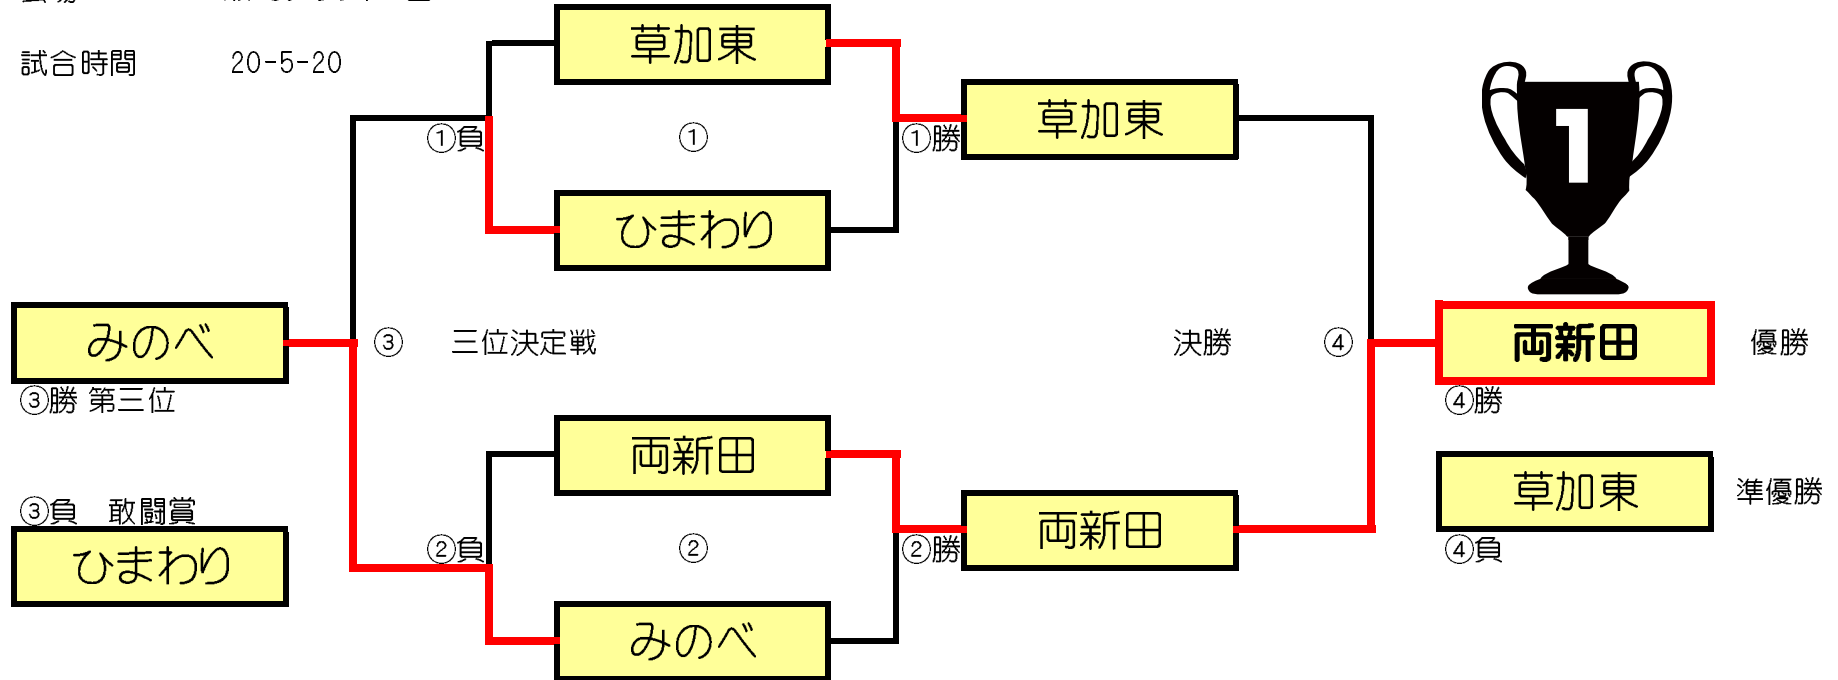 草加東
試合時間 20-5-20
1
草加東
①負 ① ①勝
ひまわり
みのべ ③ 三位決定戦 決勝 ④ 両新田 優勝
③勝 第三位 ④勝
両新田
草加東 準優勝
③負 敢闘賞
両新田
②負 ② ②勝 ④負
ひまわり
みのべ